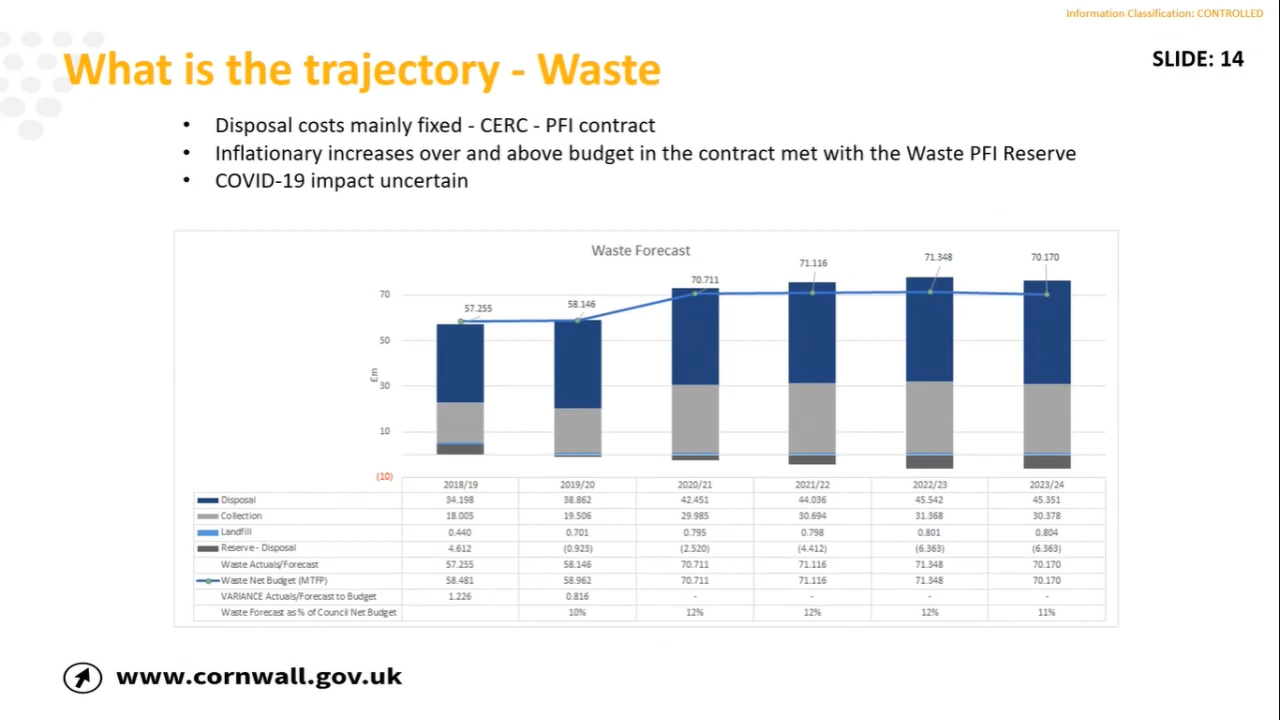 Information Classification: CONTROLLED
What is the trajectory - Waste
SLIDE: 14
• Disposal costs mainly fixed - CERC - PFI contract
• Inflationary increases over and above budget in the contract met with the Waste PFI Reserve
• COVID-19 impact uncertain
Waste Forecast
57.255 58.146 70.711 71.116 71.348 70.170
70
50
£m
30
10
(10)
2018/19 2019/20 2020/21 2021/22 2022/23 2023/24
Disposal 34.198 38.862 42.451 44.036 45.542 45.351
Collection 18.005 19.506 29.985 30.694 31.368 30.378
Landfill 0.440 0.701 0.795 0.798 0.801 0.804
Reserve - Disposal 4.612 (0.923) (2.520) (4.412) (6.363) (6.363)
Waste Actuals/Forecast 57.255 58.146 70.711 71.116 71.348 70.170
Waste Net Budget (MTFP) 58.481 58.962 70.711 71.116 71.348 70.170
VARIANCE Actuals/Forecast to Budget 1.226 0.816 - - - -
Waste Forecast as % of Council Net Budget 10% 12% 12% 12% 11%
www.cornwall.gov.uk